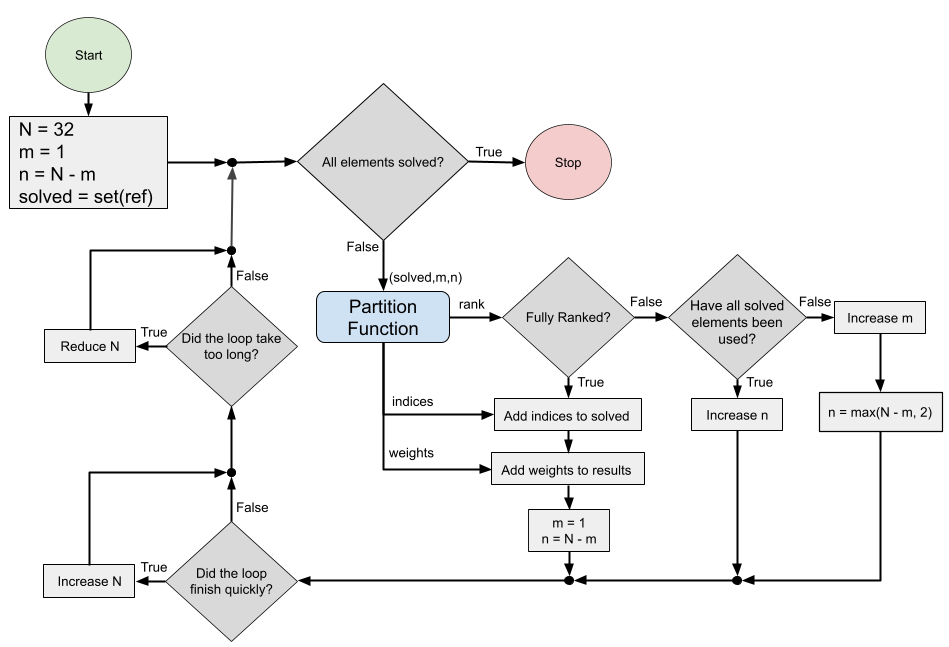 Start
N = 32
m = 1
n = N - m
solved = set(ref)
All elements solved?
True
Stop
False
(solved,m,n)
Partition
Function
rank
Fully Ranked?
False
Have all solved
elements been
used?
False
Increase m
True
True
indices
Add indices to solved
Increase n
n = max(N - m, 2)
weights
Add weights to results
m = 1
n = N - m
False
Did the loop take
too long?
True
Reduce N
False
Did the loop
finish quickly?
True
Increase N